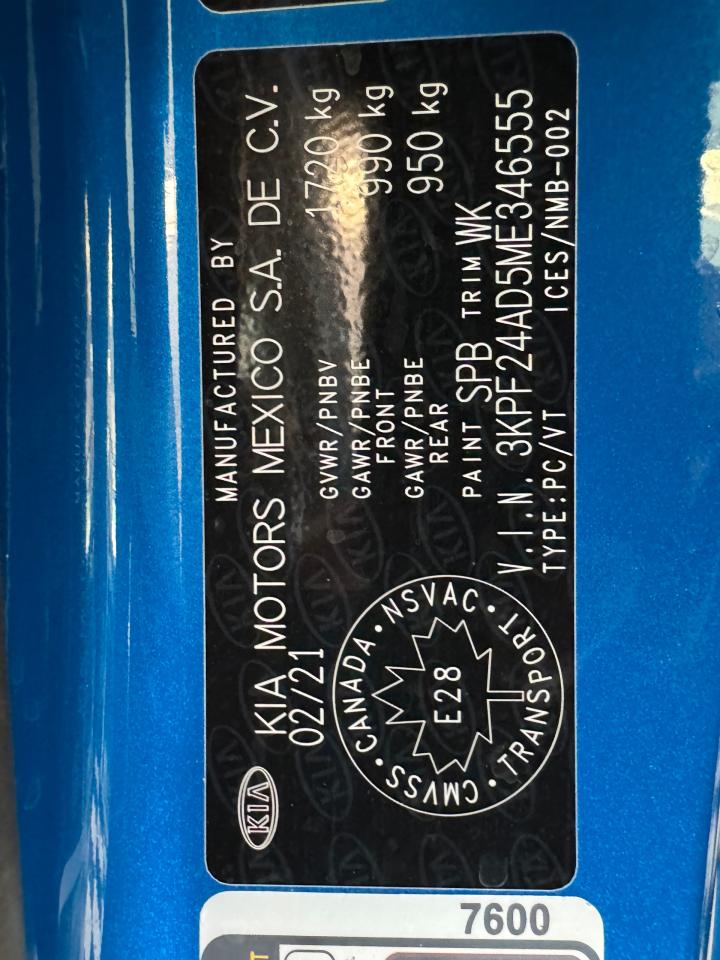 MANUFACTURED BY
KIA KIA MOTORS MEXICO S.A. DE C.V.
02/21
GVWR/PNBV 1720 kg
GAWR/PNBE 990 kg
FRONT
GAWR/PNBE 950 kg
REAR
PAINT SPB TRIM WK
V.I.N. 3KPF24AD5ME346555
TYPE:PC/VT ICES/NMB-002
CANADA • NSVAC • TRANSPORT • CMVSS •
E28
7600